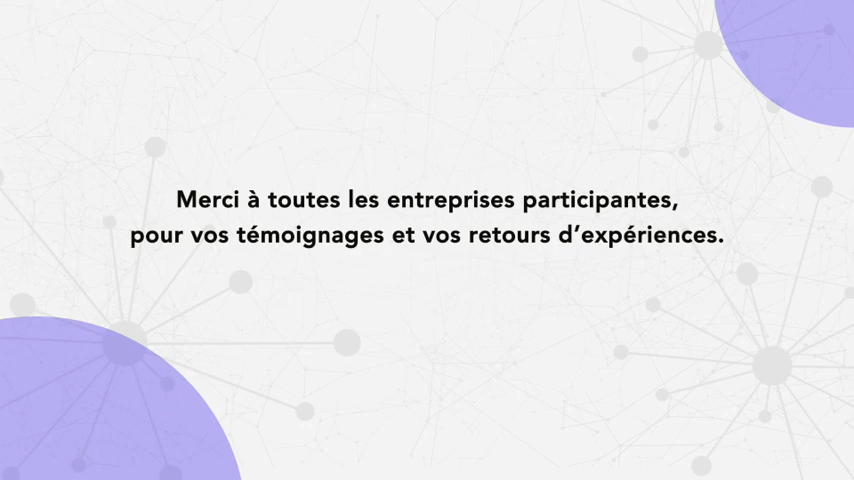 Merci à toutes les entreprises participantes,
pour vos témoignages et vos retours d’expériences.